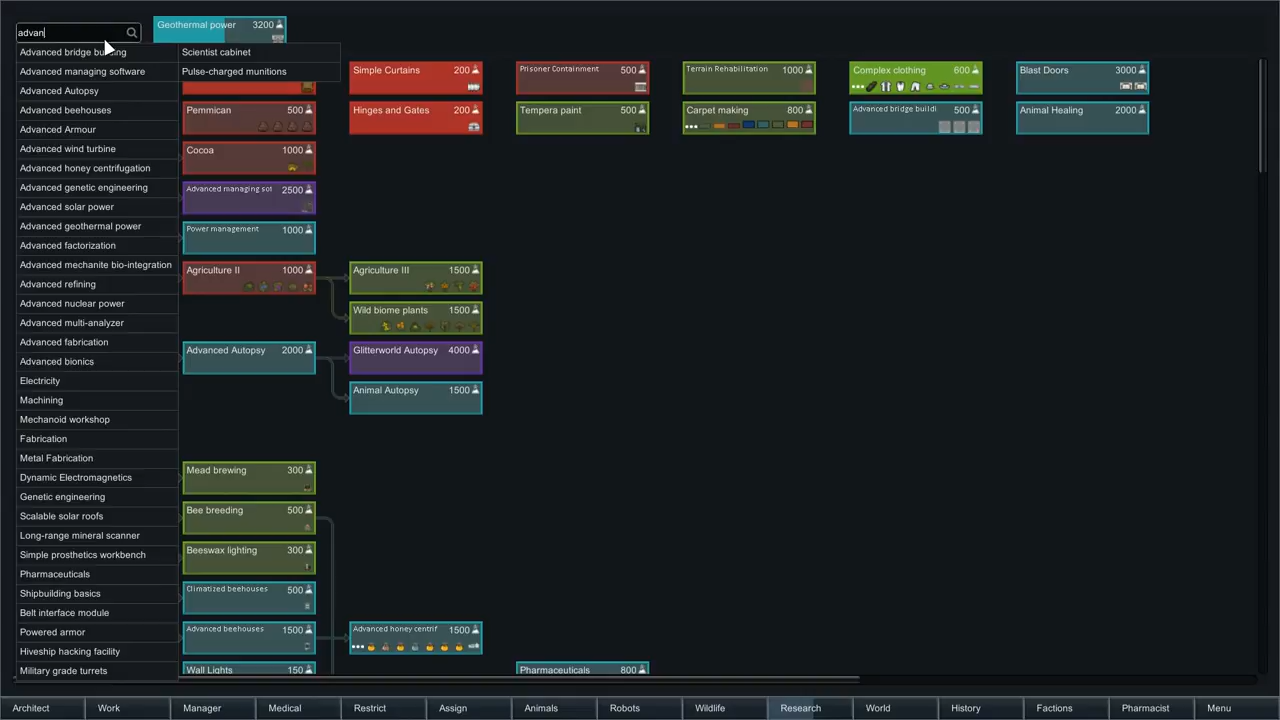 advan
Geothermal power 3200
Advanced bridge building
Advanced managing software
Advanced Autopsy
Advanced beehouses
Advanced Armour
Advanced wind turbine
Advanced honey centrifugation
Advanced genetic engineering
Advanced solar power
Advanced geothermal power
Advanced factorization
Advanced mechanite bio-integration
Advanced refining
Advanced nuclear power
Advanced multi-analyzer
Advanced fabrication
Advanced bionics
Electricity
Machining
Mechanoid workshop
Fabrication
Metal Fabrication
Dynamic Electromagnetics
Genetic engineering
Scalable solar roofs
Long-range mineral scanner
Simple prosthetics workbench
Pharmaceuticals
Shipbuilding basics
Belt interface module
Powered armor
Hiveship hacking facility
Military grade turrets
Scientist cabinet
Pulse-charged munitions
Simple Curtains 200
Prisoner Containment 500
Terrain Rehabilitation 1000
Complex clothing 600
Blast Doors 3000
Pemmican 500
Hinges and Gates 200
Tempera paint 500
Carpet making 800
Advanced bridge buildi 500
Animal Healing 2000
Cocoa 1000
Advanced managing sof 2500
Power management 1000
Agriculture II 1000
Agriculture III 1500
Wild biome plants 1500
Advanced Autopsy 2000
Glitterworld Autopsy 4000
Animal Autopsy 1500
Mead brewing 300
Bee breeding 500
Beeswax lighting 300
Climatized beehouses 500
Advanced beehouses 1500
Advanced honey centrif 1500
Wall Lights 150
Pharmaceuticals 800
Architect Work Manager Medical Restrict Assign Animals Robots Wildlife Research World History Factions Pharmacist Menu